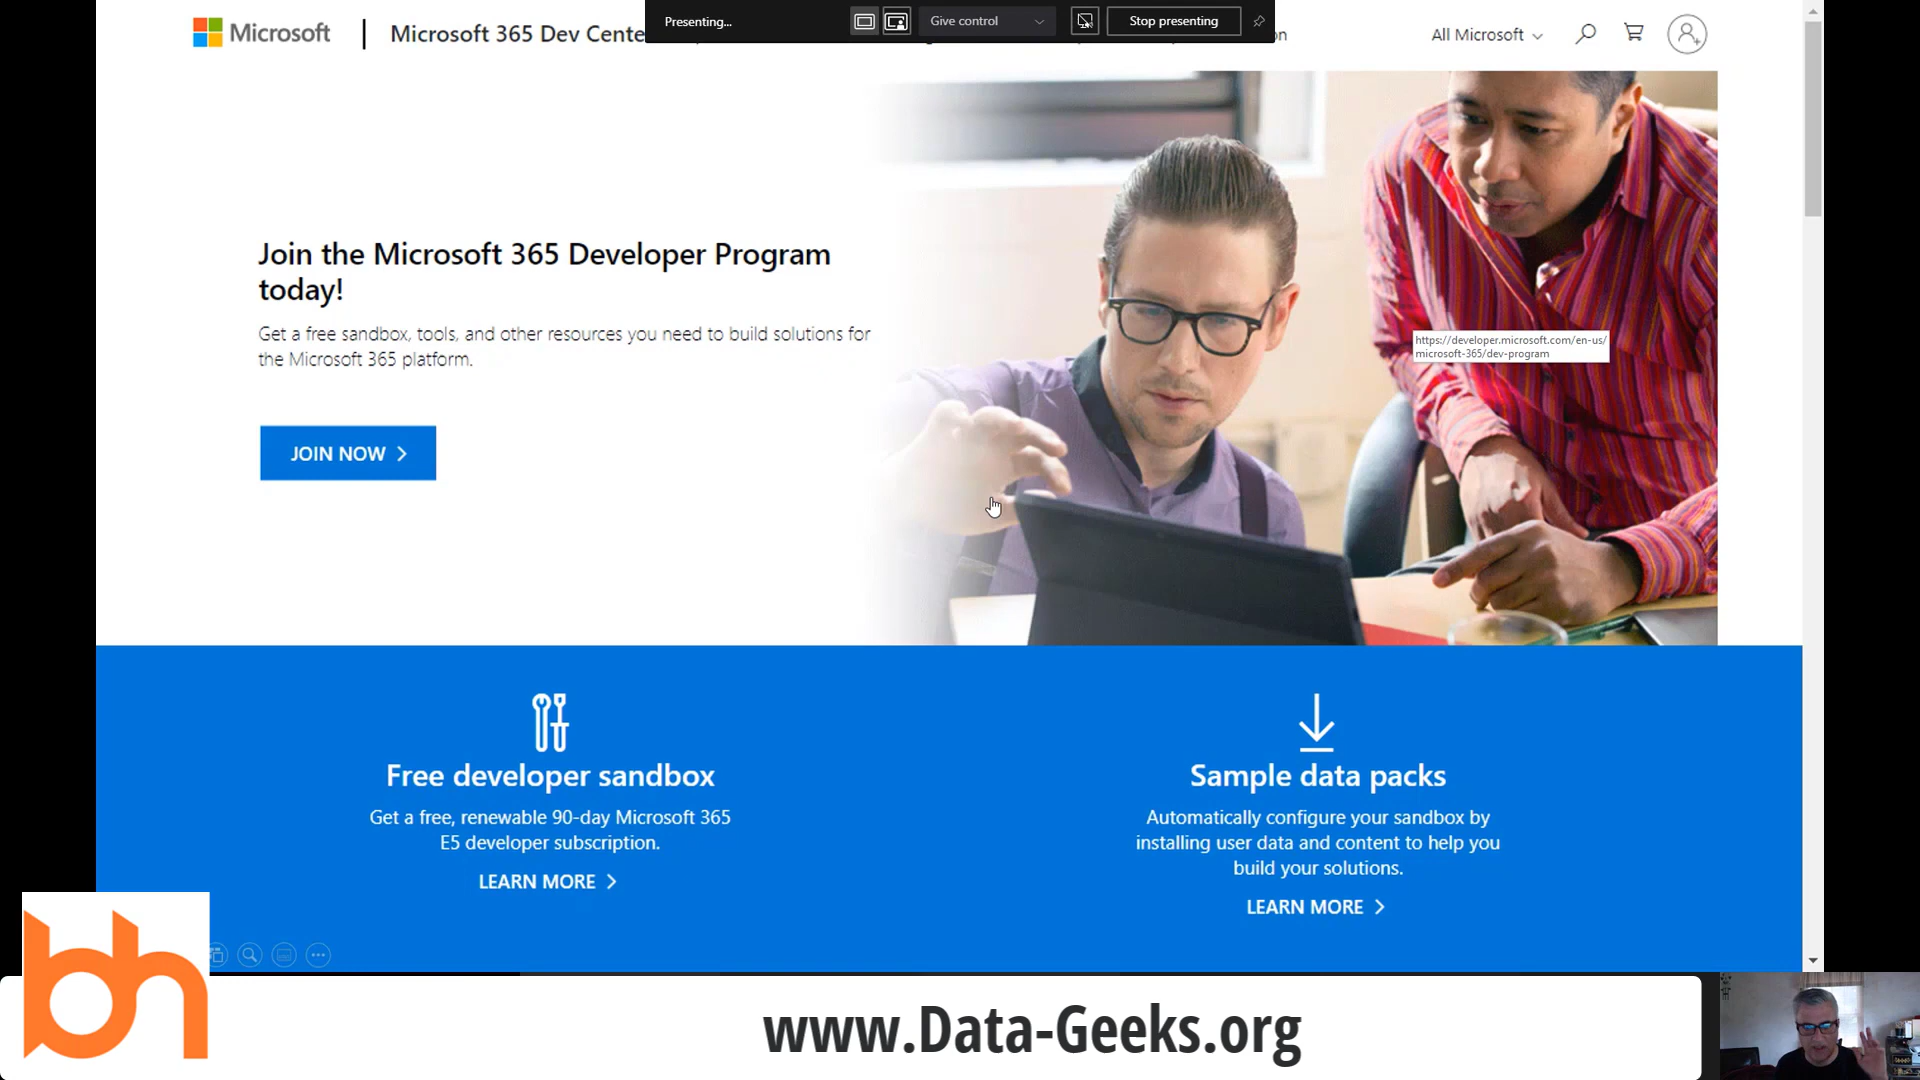 Presenting...
Give control
Stop presenting
Microsoft
Microsoft 365 Dev Cente
All Microsoft
Join the Microsoft 365 Developer Program
today!
Get a free sandbox, tools, and other resources you need to build solutions for
the Microsoft 365 platform.
JOIN NOW
https://developer.microsoft.com/en-us/
microsoft-365/dev-program
Free developer sandbox
Get a free, renewable 90-day Microsoft 365
E5 developer subscription.
LEARN MORE
Sample data packs
Automatically configure your sandbox by
installing user data and content to help you
build your solutions.
LEARN MORE
bh
www.Data-Geeks.org